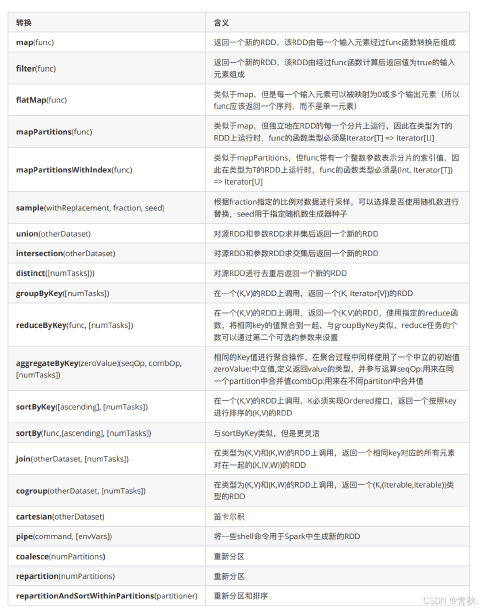 转换 含义
map(func) 返回一个新的RDD，该RDD由每一个输入元素经过func函数转换后组成
filter(func) 返回一个新的RDD，该RDD由经过func函数计算后返回值为true的输入
元素组成
flatMap(func) 类似于map，但是每一个输入元素可以被映射为0或多个输出元素（所以
func应该返回一个序列，而不是单一元素）
mapPartitions(func) 类似于map，但独立地在RDD的每一个分片上运行，因此在类型为T的
RDD上运行时，func的函数类型必须是Iterator[T] => Iterator[U]
mapPartitionsWithIndex(func) 类似于mapPartitions，但func带有一个整数参数表示分片的索引值，因
此在类型为T的RDD上运行时，func的函数类型必须是(Int, Iterator[T])
=> Iterator[U]
sample(withReplacement, fraction, seed) 根据fraction指定的比例对数据进行采样，可以选择是否使用随机数进行
替换，seed用于指定随机数生成器种子
union(otherDataset) 对源RDD和参数RDD求并集后返回一个新的RDD
intersection(otherDataset) 对源RDD和参数RDD求交集后返回一个新的RDD
distinct([numTasks])) 对源RDD进行去重后返回一个新的RDD
groupByKey([numTasks]) 在一个(K,V)的RDD上调用，返回一个(K, Iterator[V])的RDD
reduceByKey(func, [numTasks]) 在一个(K,V)的RDD上调用，返回一个(K,V)的RDD，使用指定的reduce函
数，将相同key的值聚合到一起，与groupByKey类似，reduce任务的个
数可以通过第二个可选的参数来设置
aggregateByKey(zeroValue)(seqOp, combOp,
[numTasks]) 相同的Key值进行聚合操作，在聚合过程中同样使用了一个中立的初始值
zeroValue:中立值,定义返回value的类型，并参与运算seqOp:用来在同
一个partition中合并值combOp:用来在不同partiton中合并值
sortByKey([ascending], [numTasks]) 在一个(K,V)的RDD上调用，K必须实现Ordered接口，返回一个按照key
进行排序的(K,V)的RDD
sortBy(func,[ascending], [numTasks]) 与sortByKey类似，但是更灵活
join(otherDataset, [numTasks]) 在类型为(K,V)和(K,W)的RDD上调用，返回一个相同key对应的所有元素
对在一起的(K,(V,W))的RDD
cogroup(otherDataset, [numTasks]) 在类型为(K,V)和(K,W)的RDD上调用，返回一个(K,(Iterable,Iterable))类
型的RDD
cartesian(otherDataset) 笛卡尔积
pipe(command, [envVars]) 将一些shell命令用于Spark中生成新的RDD
coalesce(numPartitions) 重新分区
repartition(numPartitions) 重新分区
repartitionAndSortWithinPartitions(partitioner) 重新分区和排序
CSDN @青秋.